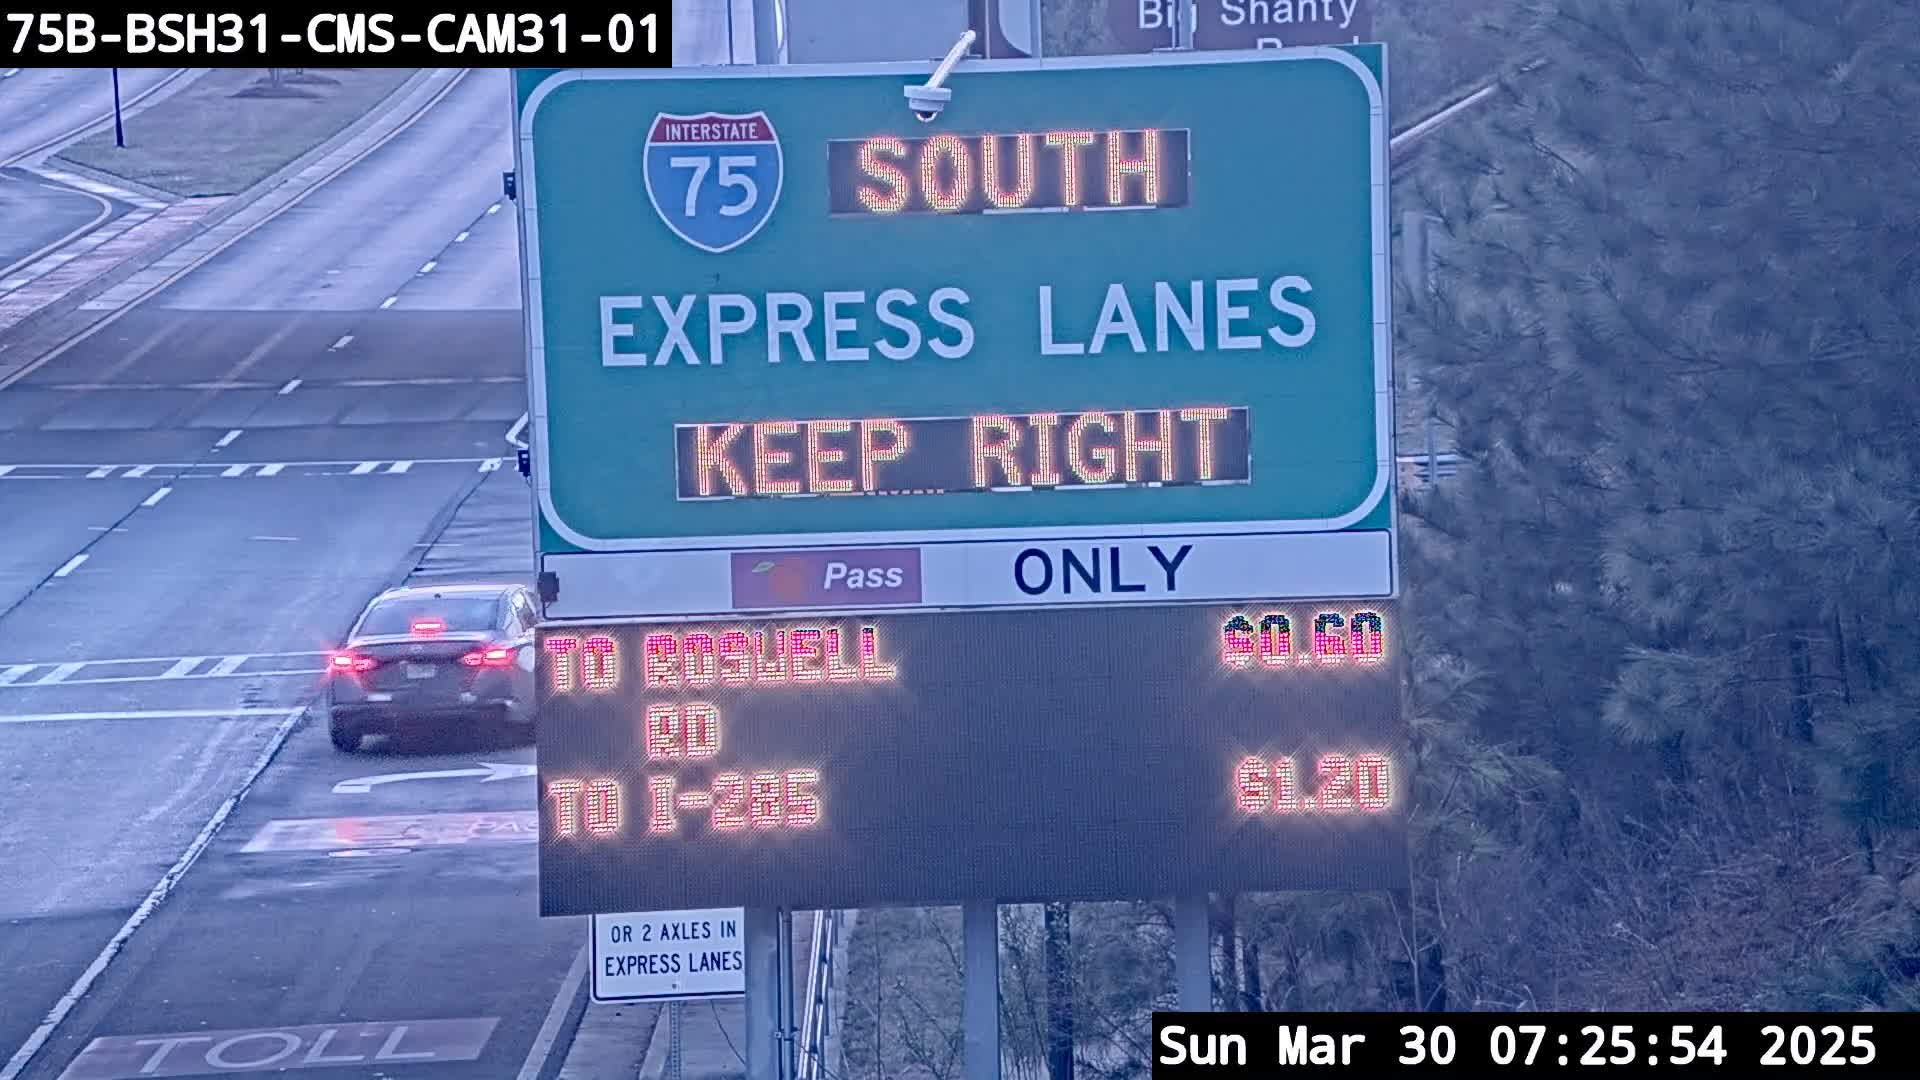 75B-BSH31-CMS-CAM31-01
Big Shanty
INTERSTATE
75
SOUTH
EXPRESS LANES
KEEP RIGHT
Pass ONLY
TO ROSWELL $0.60
RD
TO I-285 $1.20
OR 2 AXLES IN
EXPRESS LANES
TOLL
Sun Mar 30 07:25:54 2025